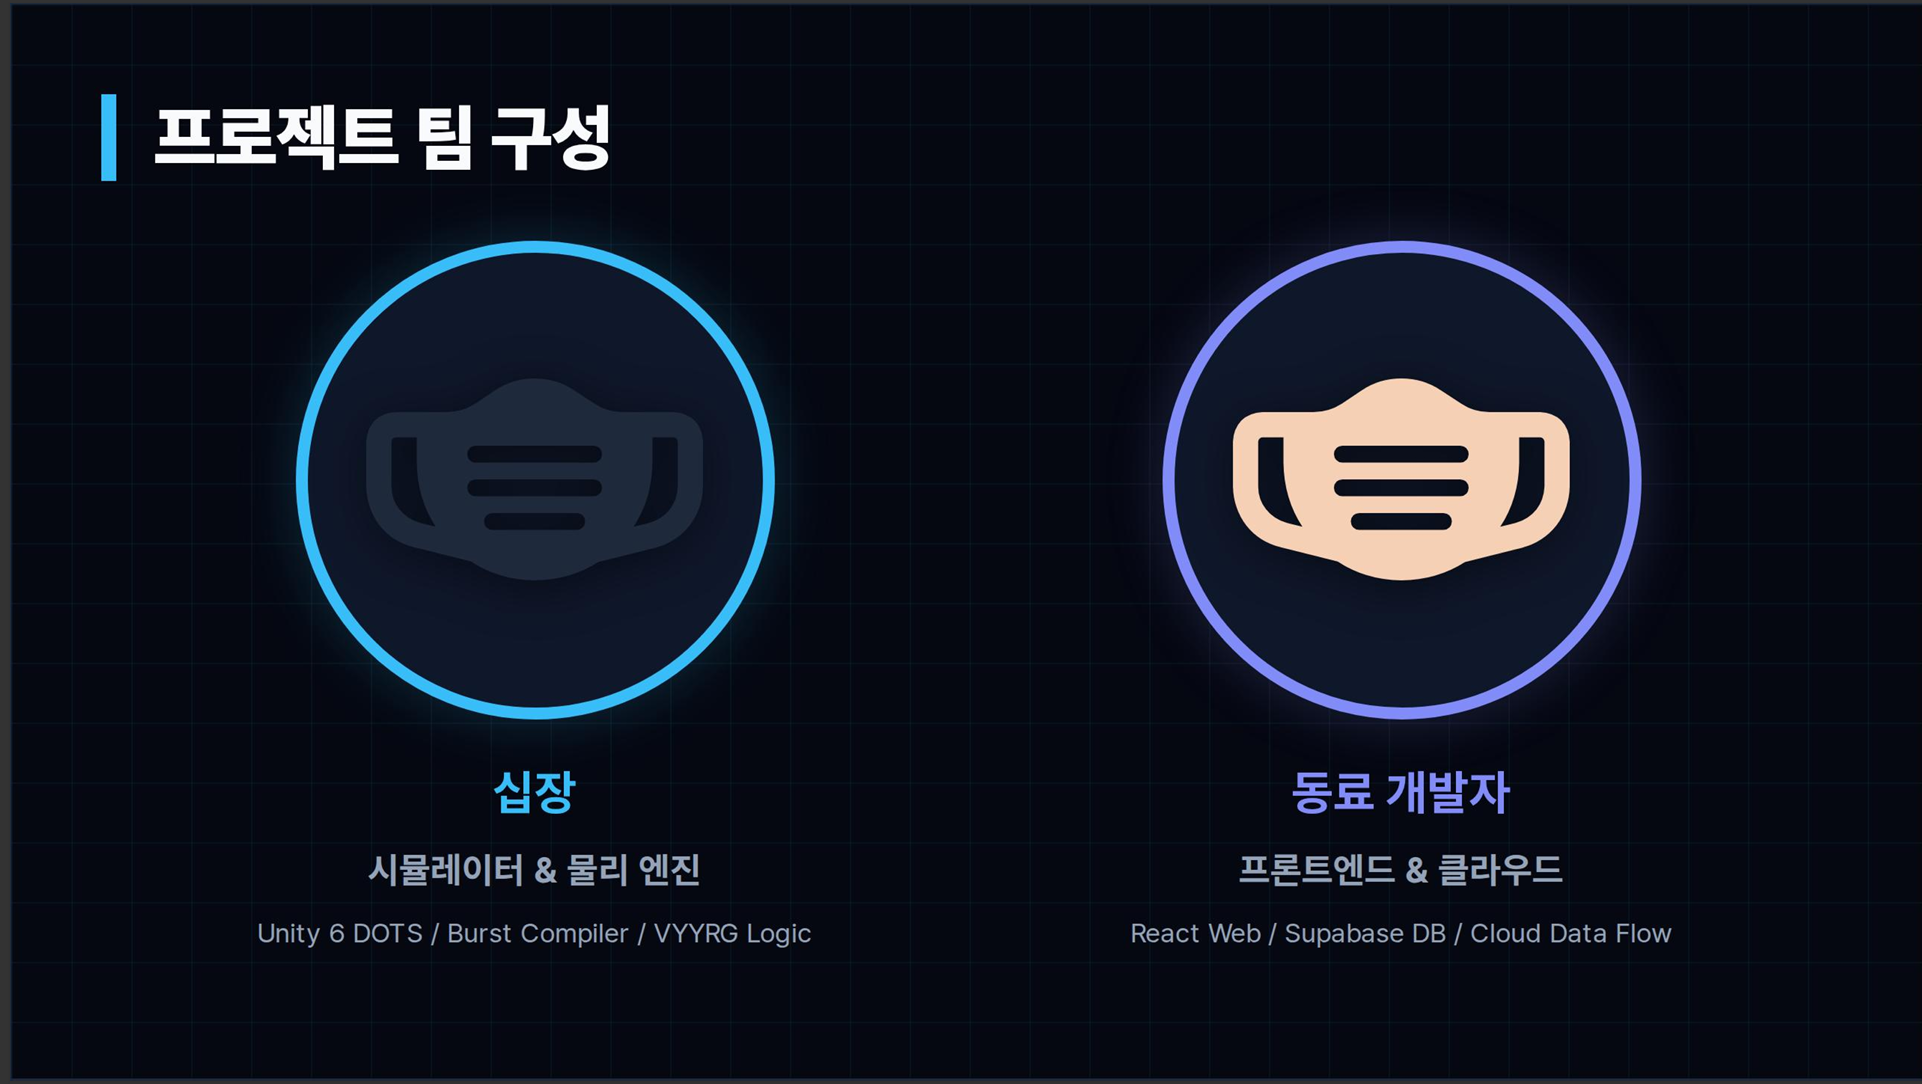 프로젝트 팀 구성
십장
시뮬레이터 & 물리 엔진
Unity 6 DOTS / Burst Compiler / VYYRG Logic
동료 개발자
프론트엔드 & 클라우드
React Web / Supabase DB / Cloud Data Flow